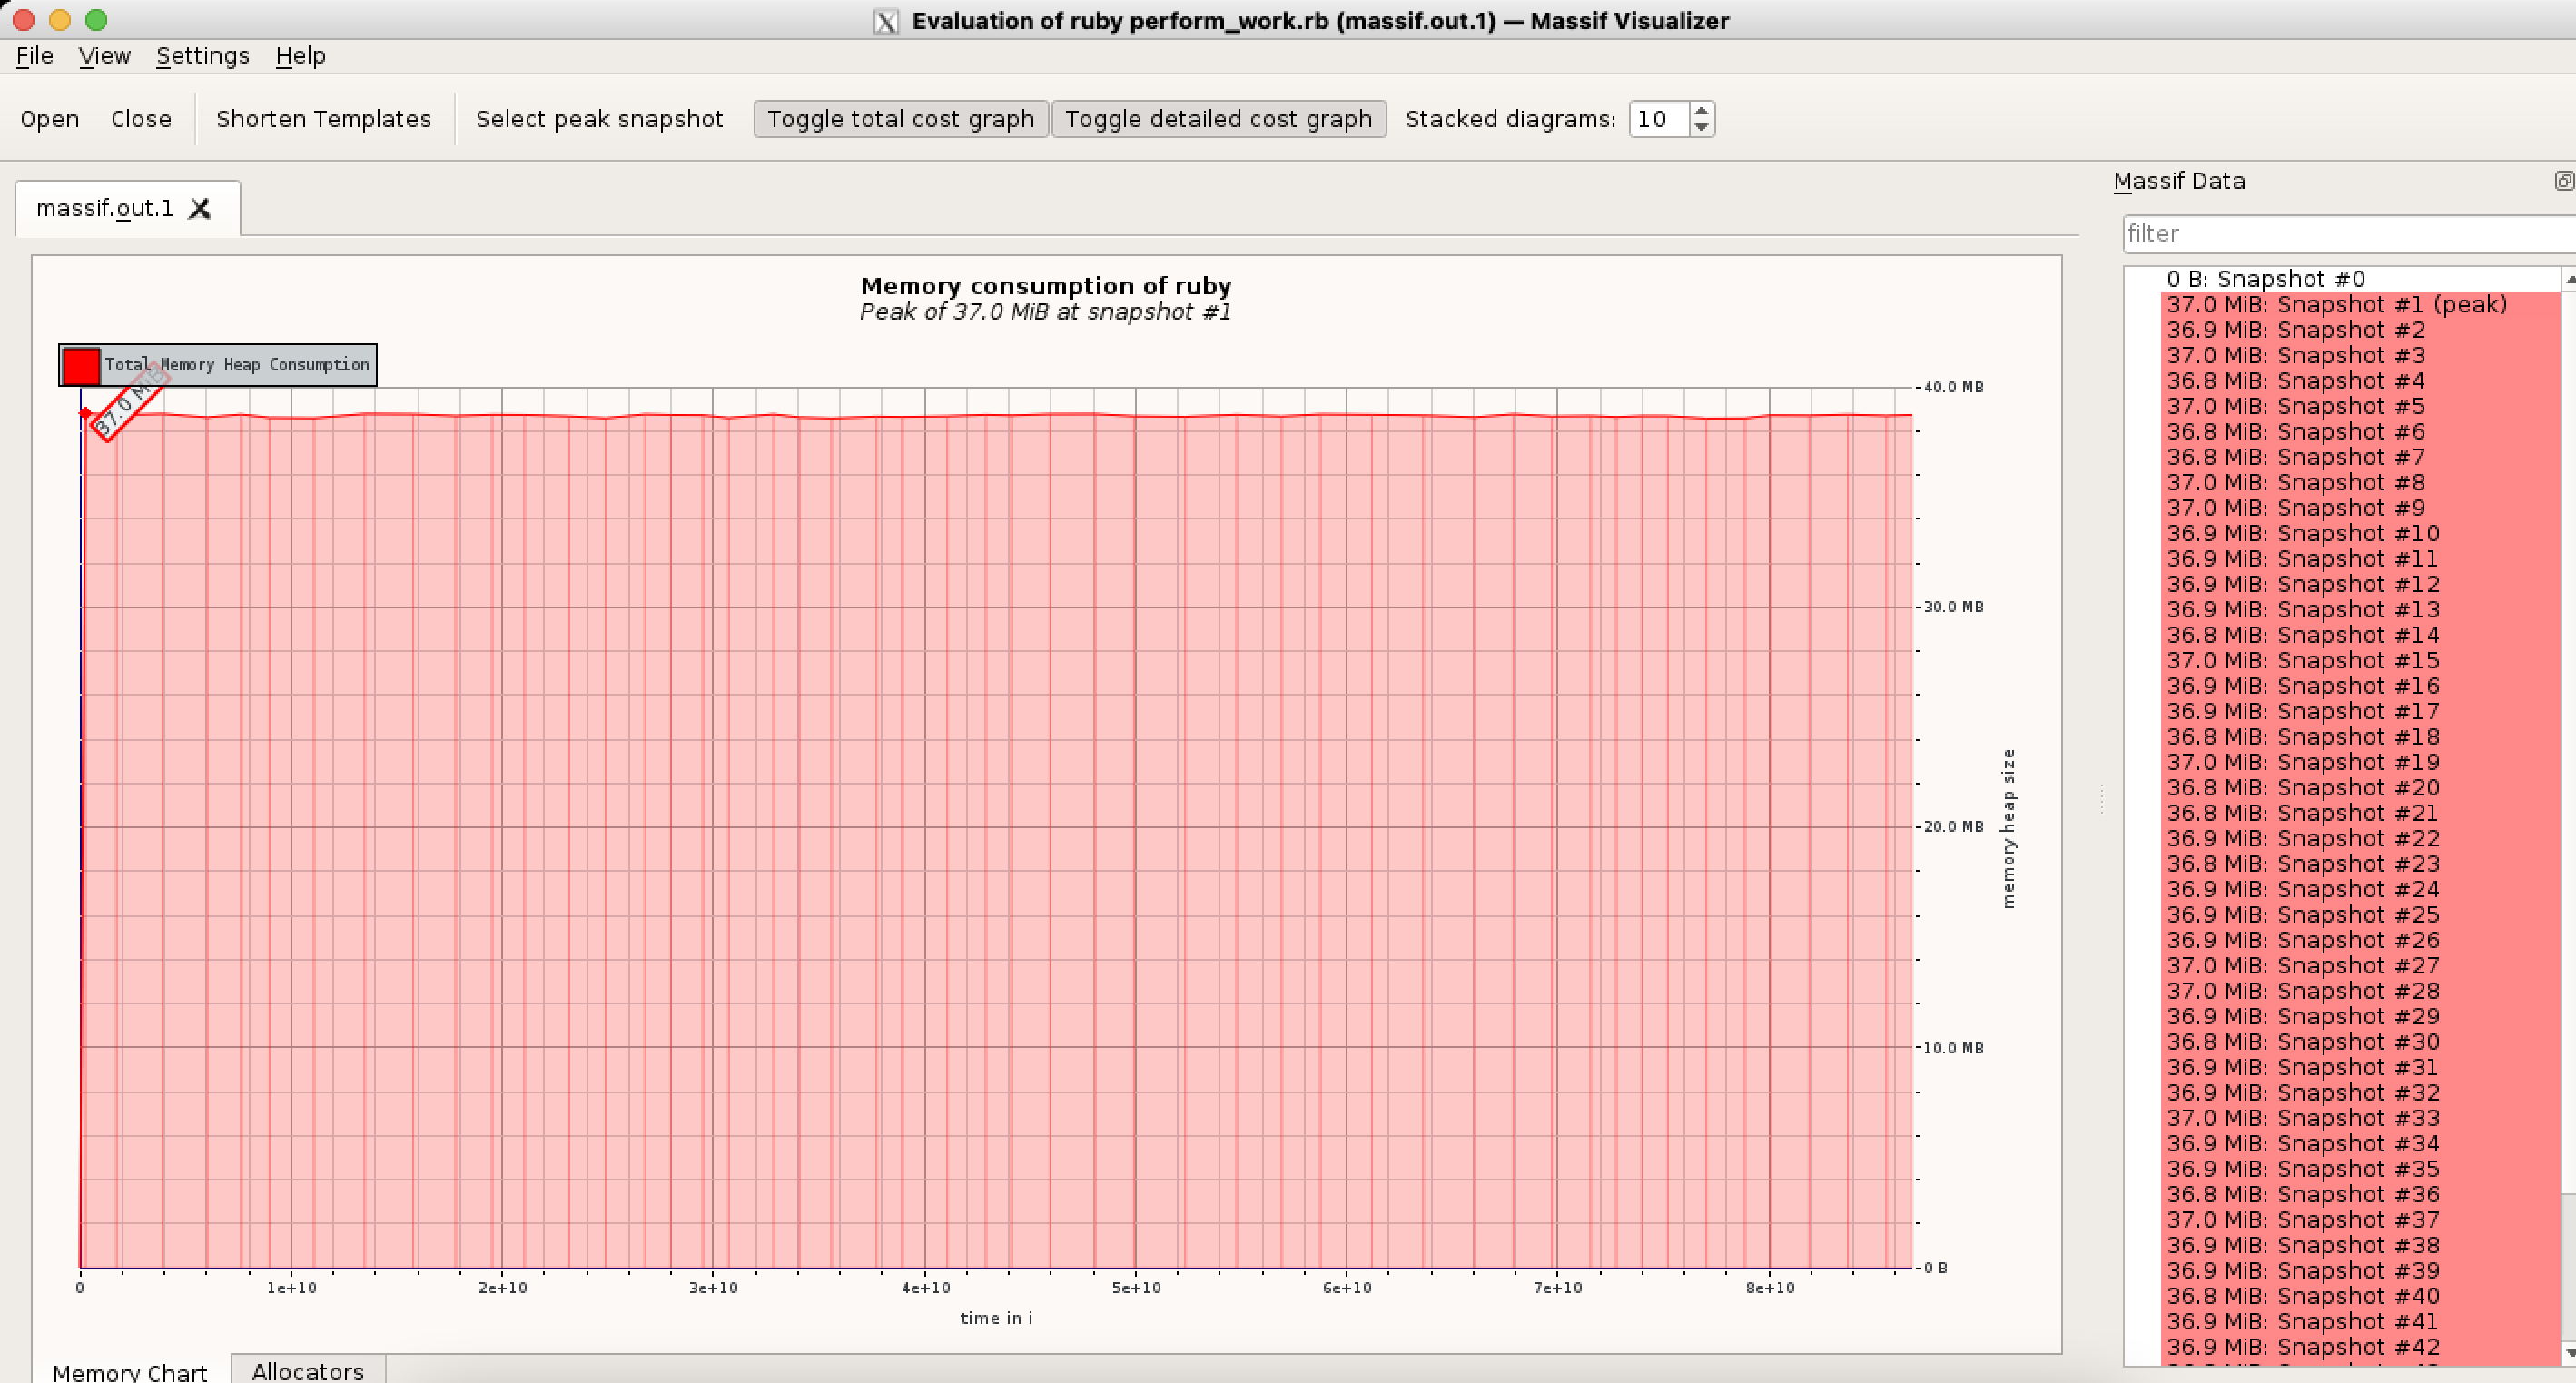 Evaluation of ruby perform_work.rb (massif.out.1) — Massif Visualizer
File View Settings Help
Open Close Shorten Templates Select peak snapshot Toggle total cost graph Toggle detailed cost graph Stacked diagrams: 10
massif.out.1
Memory consumption of ruby
Peak of 37.0 MiB at snapshot #1
Total Memory Heap Consumption
37.0 MiB
40.0 MB
30.0 MB
20.0 MB
10.0 MB
0 B
memory heap size
0 1e+10 2e+10 3e+10 4e+10 5e+10 6e+10 7e+10 8e+10
time in i
Memory Chart Allocators
Massif Data
filter
0 B: Snapshot #0
37.0 MiB: Snapshot #1 (peak)
36.9 MiB: Snapshot #2
37.0 MiB: Snapshot #3
36.8 MiB: Snapshot #4
37.0 MiB: Snapshot #5
36.8 MiB: Snapshot #6
36.8 MiB: Snapshot #7
37.0 MiB: Snapshot #8
37.0 MiB: Snapshot #9
36.9 MiB: Snapshot #10
36.9 MiB: Snapshot #11
36.9 MiB: Snapshot #12
36.9 MiB: Snapshot #13
36.8 MiB: Snapshot #14
37.0 MiB: Snapshot #15
36.9 MiB: Snapshot #16
36.9 MiB: Snapshot #17
36.8 MiB: Snapshot #18
37.0 MiB: Snapshot #19
36.8 MiB: Snapshot #20
36.8 MiB: Snapshot #21
36.9 MiB: Snapshot #22
36.8 MiB: Snapshot #23
36.9 MiB: Snapshot #24
36.9 MiB: Snapshot #25
36.9 MiB: Snapshot #26
37.0 MiB: Snapshot #27
37.0 MiB: Snapshot #28
36.9 MiB: Snapshot #29
36.8 MiB: Snapshot #30
36.9 MiB: Snapshot #31
36.9 MiB: Snapshot #32
37.0 MiB: Snapshot #33
36.9 MiB: Snapshot #34
36.9 MiB: Snapshot #35
36.8 MiB: Snapshot #36
37.0 MiB: Snapshot #37
36.9 MiB: Snapshot #38
36.9 MiB: Snapshot #39
36.8 MiB: Snapshot #40
36.9 MiB: Snapshot #41
36.9 MiB: Snapshot #42